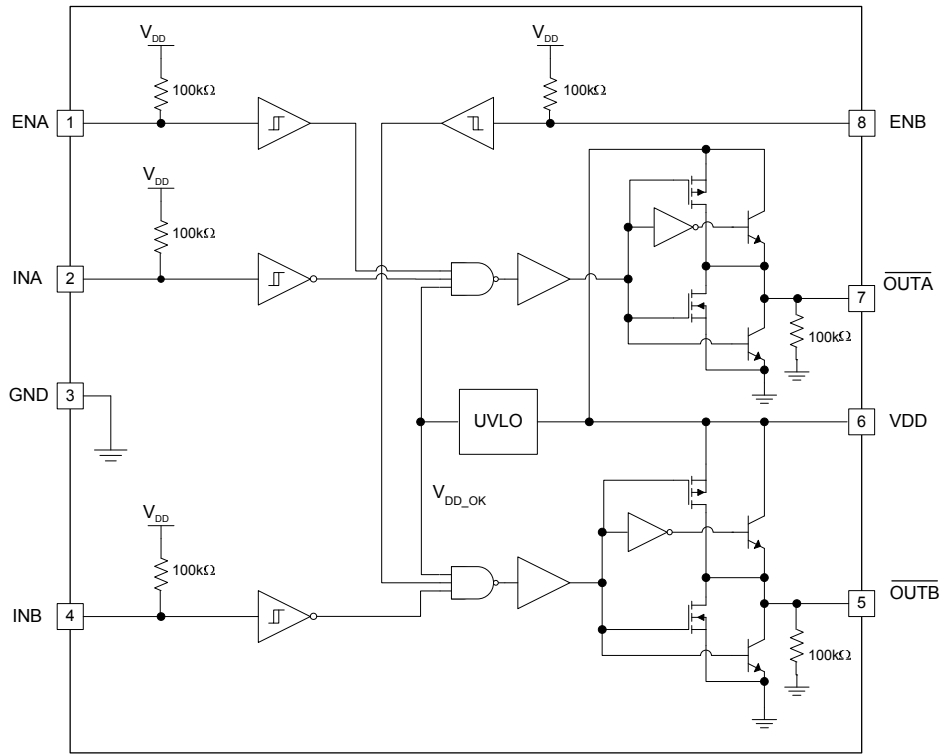 V_DD
V_DD
100kΩ
100kΩ
ENA
1
8
ENB
V_DD
100kΩ
INA
2
7
OUTA
100kΩ
GND
3
UVLO
6
VDD
V_DD_OK
V_DD
100kΩ
INB
4
5
OUTB
100kΩ